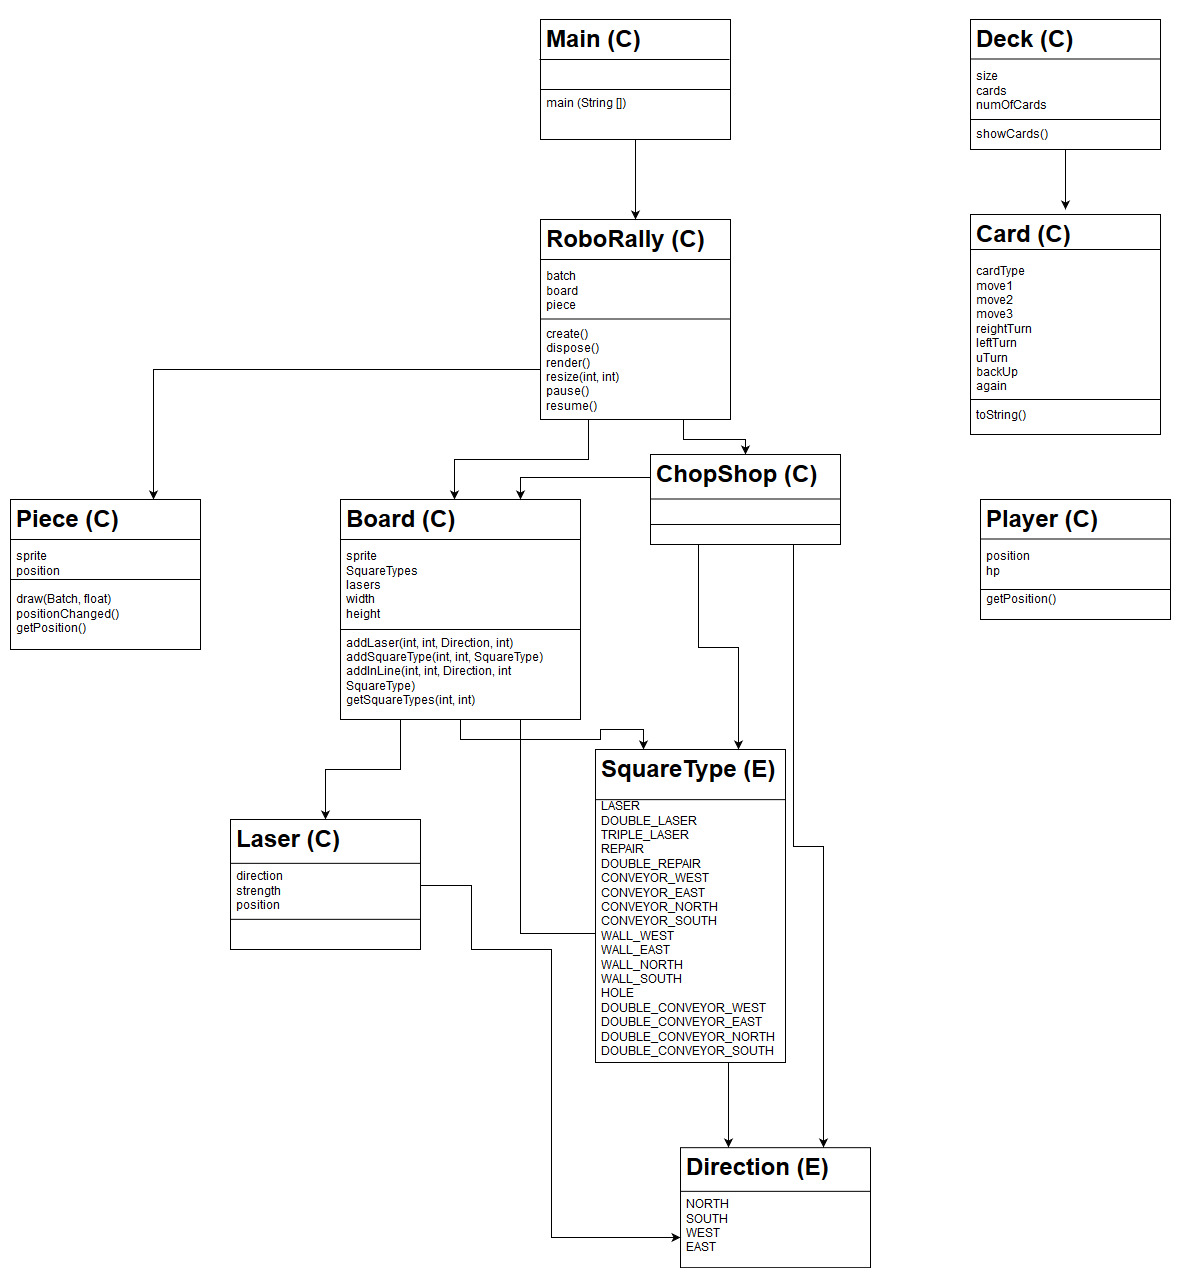 Main (C)
main (String [])
Deck (C)
size
cards
numOfCards
showCards()
RoboRally (C)
batch
board
piece
create()
dispose()
render()
resize(int, int)
pause()
resume()
Card (C)
cardType
move1
move2
move3
reightTurn
leftTurn
uTurn
backUp
again
toString()
ChopShop (C)
Piece (C)
sprite
position
draw(Batch, float)
positionChanged()
getPosition()
Board (C)
sprite
SquareTypes
lasers
width
height
addLaser(int, int, Direction, int)
addSquareType(int, int, SquareType)
addInLine(int, int, Direction, int
SquareType)
getSquareTypes(int, int)
Player (C)
position
hp
getPosition()
SquareType (E)
LASER
DOUBLE_LASER
TRIPLE_LASER
REPAIR
DOUBLE_REPAIR
CONVEYOR_WEST
CONVEYOR_EAST
CONVEYOR_NORTH
CONVEYOR_SOUTH
WALL_WEST
WALL_EAST
WALL_NORTH
WALL_SOUTH
HOLE
DOUBLE_CONVEYOR_WEST
DOUBLE_CONVEYOR_EAST
DOUBLE_CONVEYOR_NORTH
DOUBLE_CONVEYOR_SOUTH
Laser (C)
direction
strength
position
Direction (E)
NORTH
SOUTH
WEST
EAST